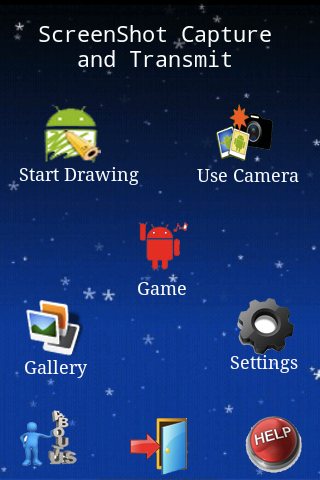 ScreenShot Capture
and Transmit
Start Drawing
Use Camera
Game
Gallery
Settings
ABOUT
US
HELP